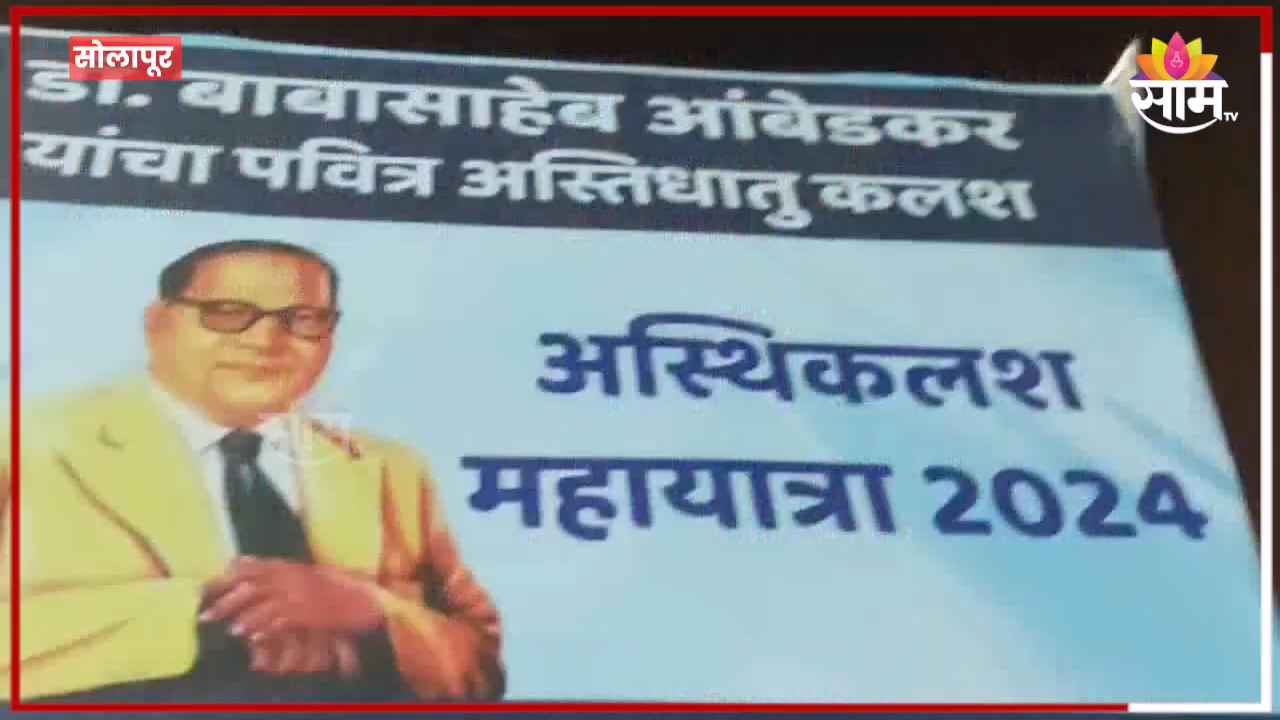 सोलापूर
साम TV
डॉ. बाबासाहेब आंबेडकर
यांचा पवित्र अस्तिधातु कलश
अस्थिकलश
महायात्रा 2024